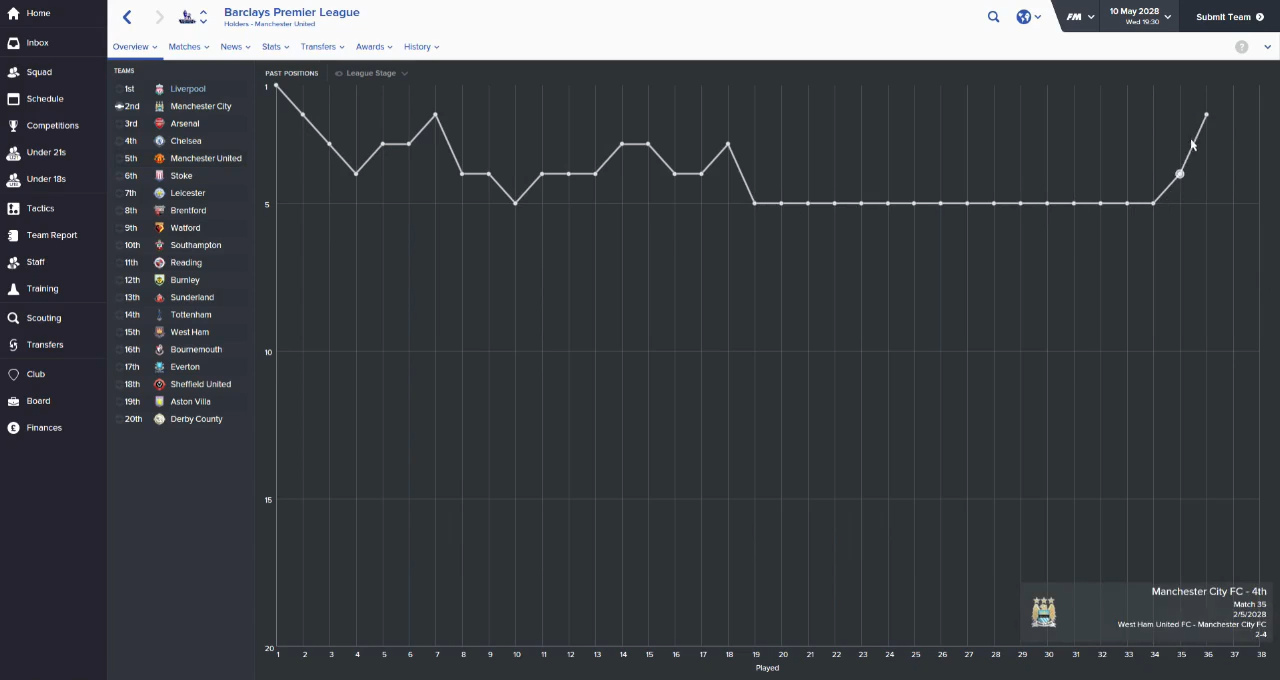 Home
Inbox
Squad
Schedule
Competitions
Under 21s
Under 18s
Tactics
Team Report
Staff
Training
Scouting
Transfers
Club
Board
Finances
Barclays Premier League
Holders - Manchester United
FM
10 May 2028
Wed 19:30
Submit Team
Overview Matches News Stats Transfers Awards History
TEAMS
1st Liverpool
2nd Manchester City
3rd Arsenal
4th Chelsea
5th Manchester United
6th Stoke
7th Leicester
8th Brentford
9th Watford
10th Southampton
11th Reading
12th Burnley
13th Sunderland
14th Tottenham
15th West Ham
16th Bournemouth
17th Everton
18th Sheffield United
19th Aston Villa
20th Derby County
PAST POSITIONS League Stage
1
5
10
15
20
1 2 3 4 5 6 7 8 9 10 11 12 13 14 15 16 17 18 19 20 21 22 23 24 25 26 27 28 29 30 31 32 33 34 35 36 37 38
Played
Manchester City FC - 4th
Match 35
2/5/2028
West Ham United FC - Manchester City FC
2-4